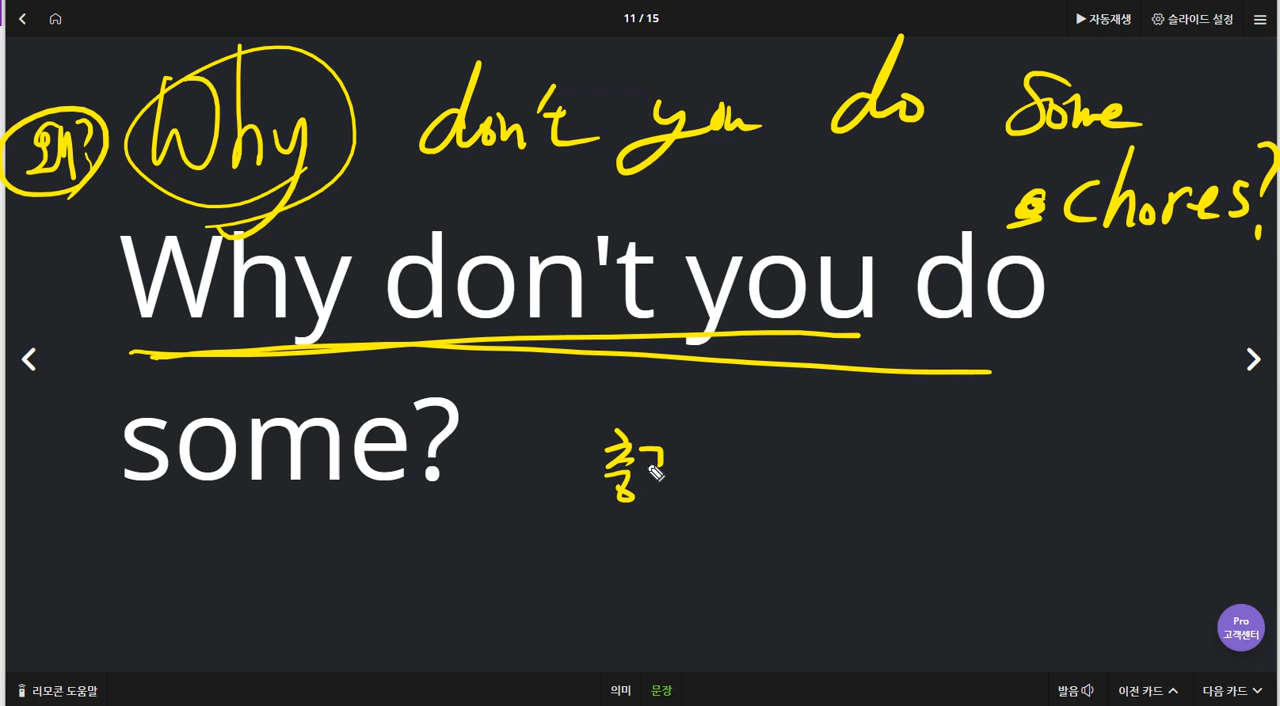 11 / 15
자동재생
슬라이드 설정
왜?
Why don't you do some
chores?
Why don't you do
some?
Pro
고객센터
리모콘 도움말
의미
문장
발음
이전 카드
다음 카드